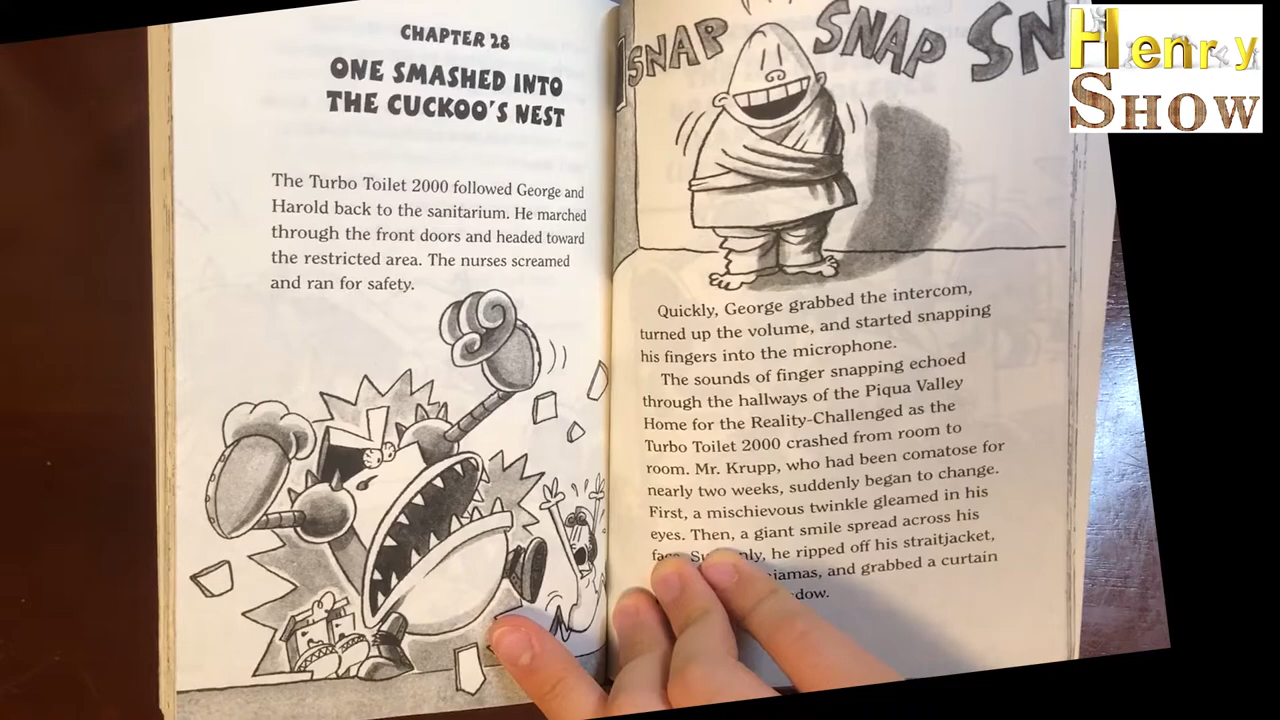 CHAPTER 28
ONE SMASHED INTO
THE CUCKOO'S NEST
The Turbo Toilet 2000 followed George and
Harold back to the sanitarium. He marched
through the front doors and headed toward
the restricted area. The nurses screamed
and ran for safety.
SNAP SNAP SN
Quickly, George grabbed the intercom,
turned up the volume, and started snapping
his fingers into the microphone.
The sounds of finger snapping echoed
through the hallways of the Piqua Valley
Home for the Reality-Challenged as the
Turbo Toilet 2000 crashed from room to
room. Mr. Krupp, who had been comatose for
nearly two weeks, suddenly began to change.
First, a mischievous twinkle gleamed in his
eyes. Then, a giant smile spread across his
he ripped off his straitjacket,
and grabbed a curtain
Henry
SHOW